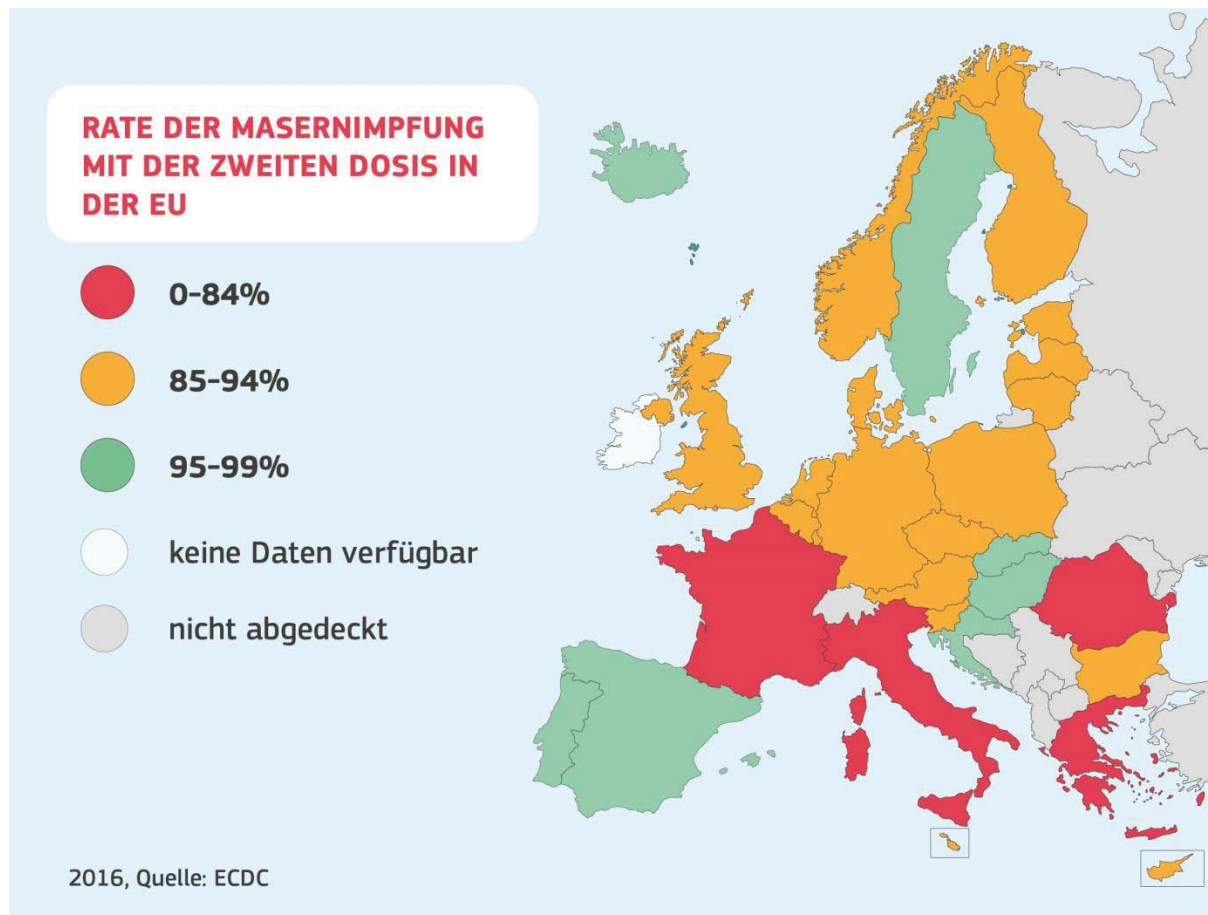 RATE DER MASERNIMPFUNG
MIT DER ZWEITEN DOSIS IN
DER EU
0-84%
85-94%
95-99%
keine Daten verfügbar
nicht abgedeckt
2016, Quelle: ECDC